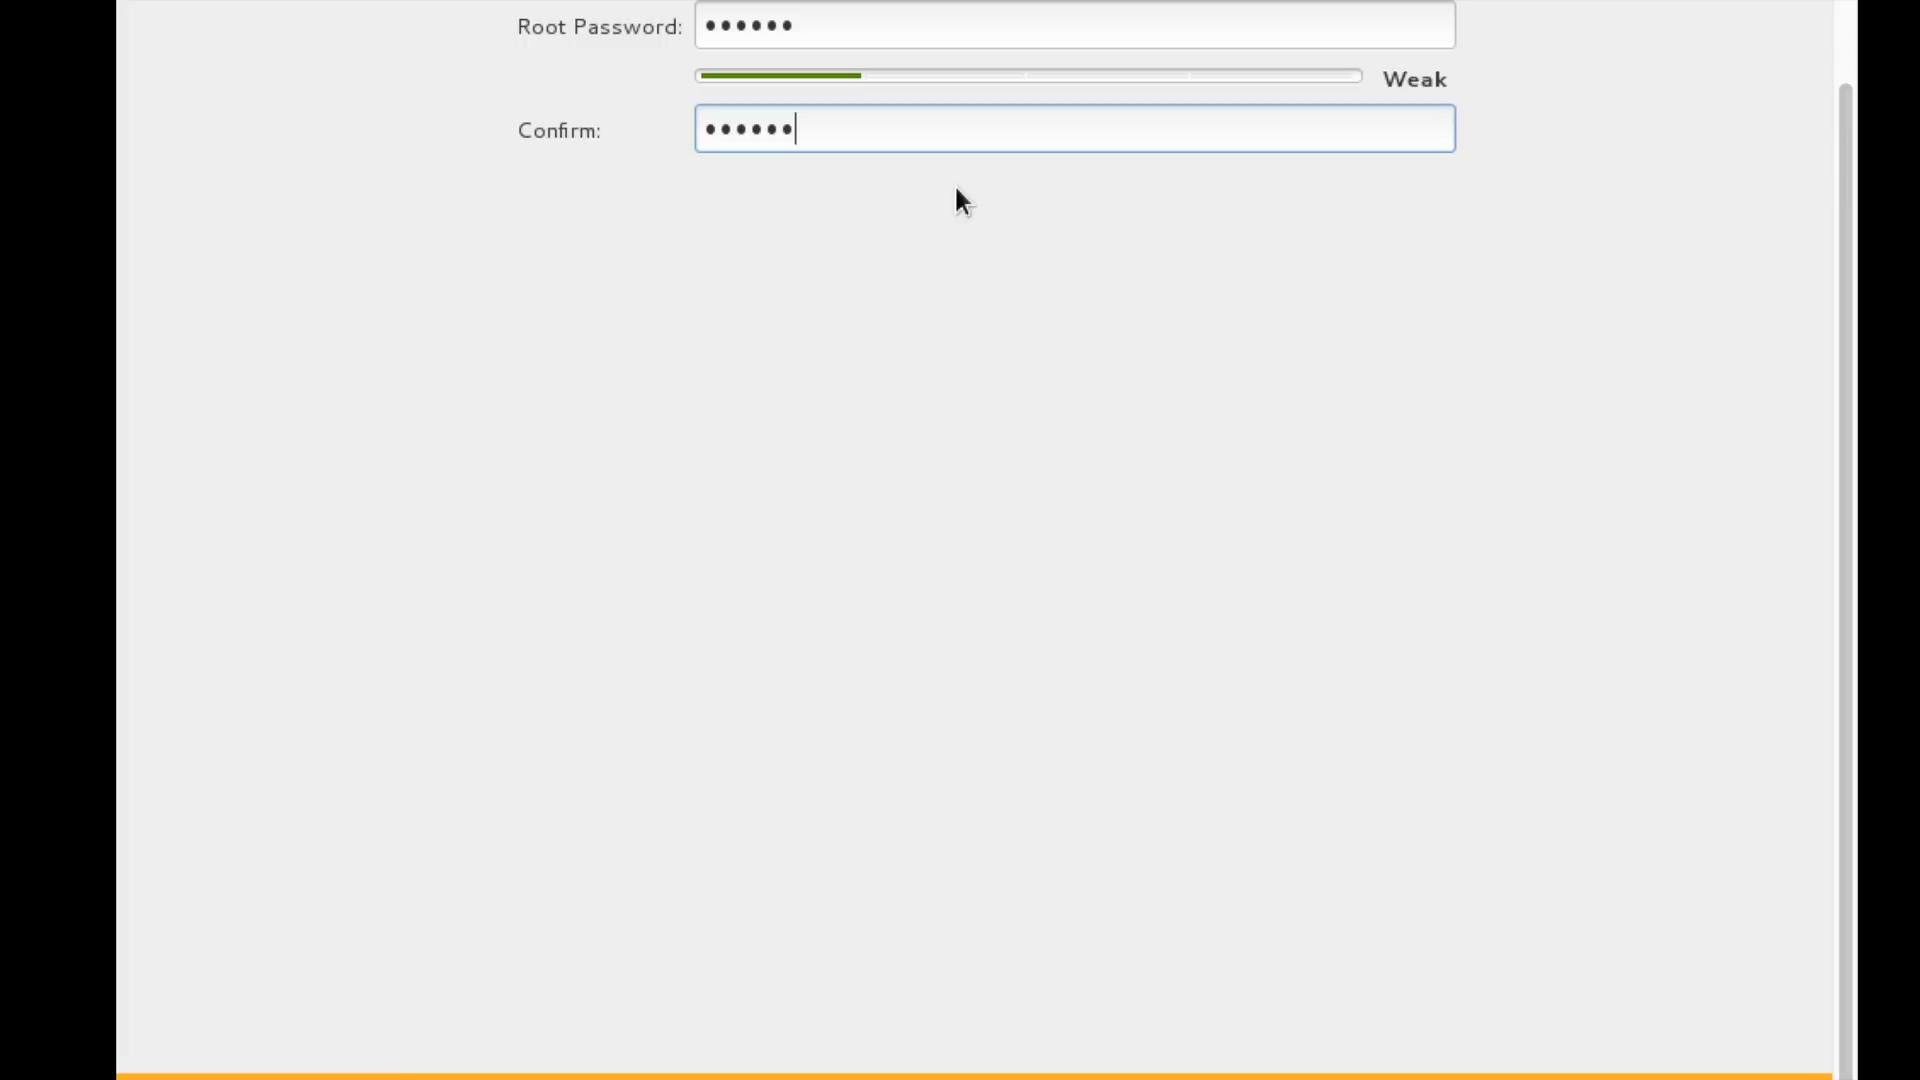 Root Password: ••••••
Weak
Confirm: ••••••